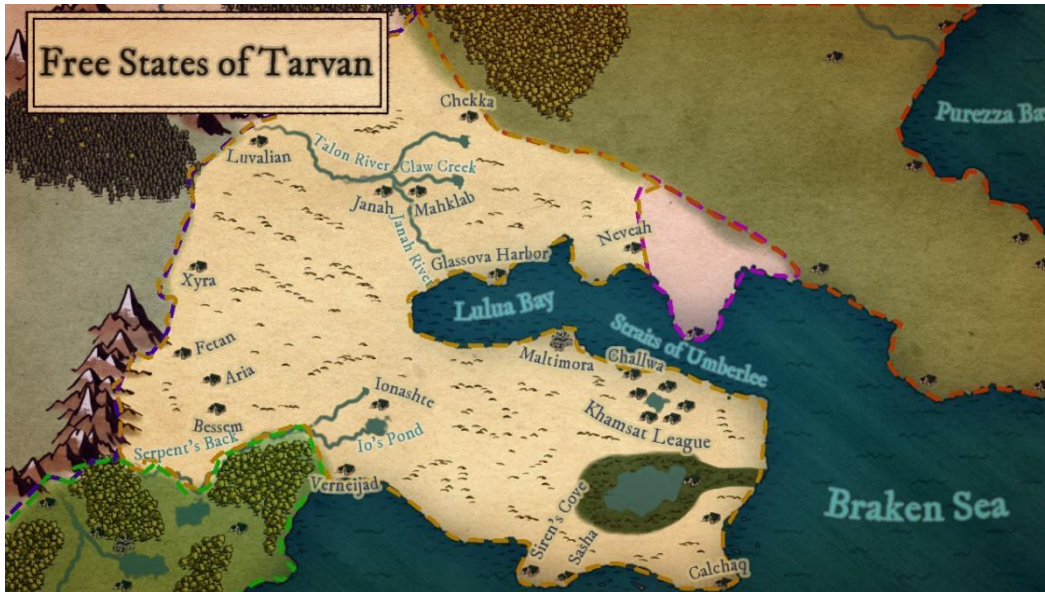 Free States of Tarvan
Purezza Ba
Chekka
Talon River
Claw Creek
Luvalian
Janah
Mahklab
Janah River
Neveah
Glassova Harbor
Xyra
Lulua Bay
Straits of Umberlee
Fetan
Maltimora
Challwa
Aria
Ionashte
Khamsat League
Bessem
Io's Pond
Serpent's Back
Verneijad
Braken Sea
Siren's Cove
Sasha
Calchaq